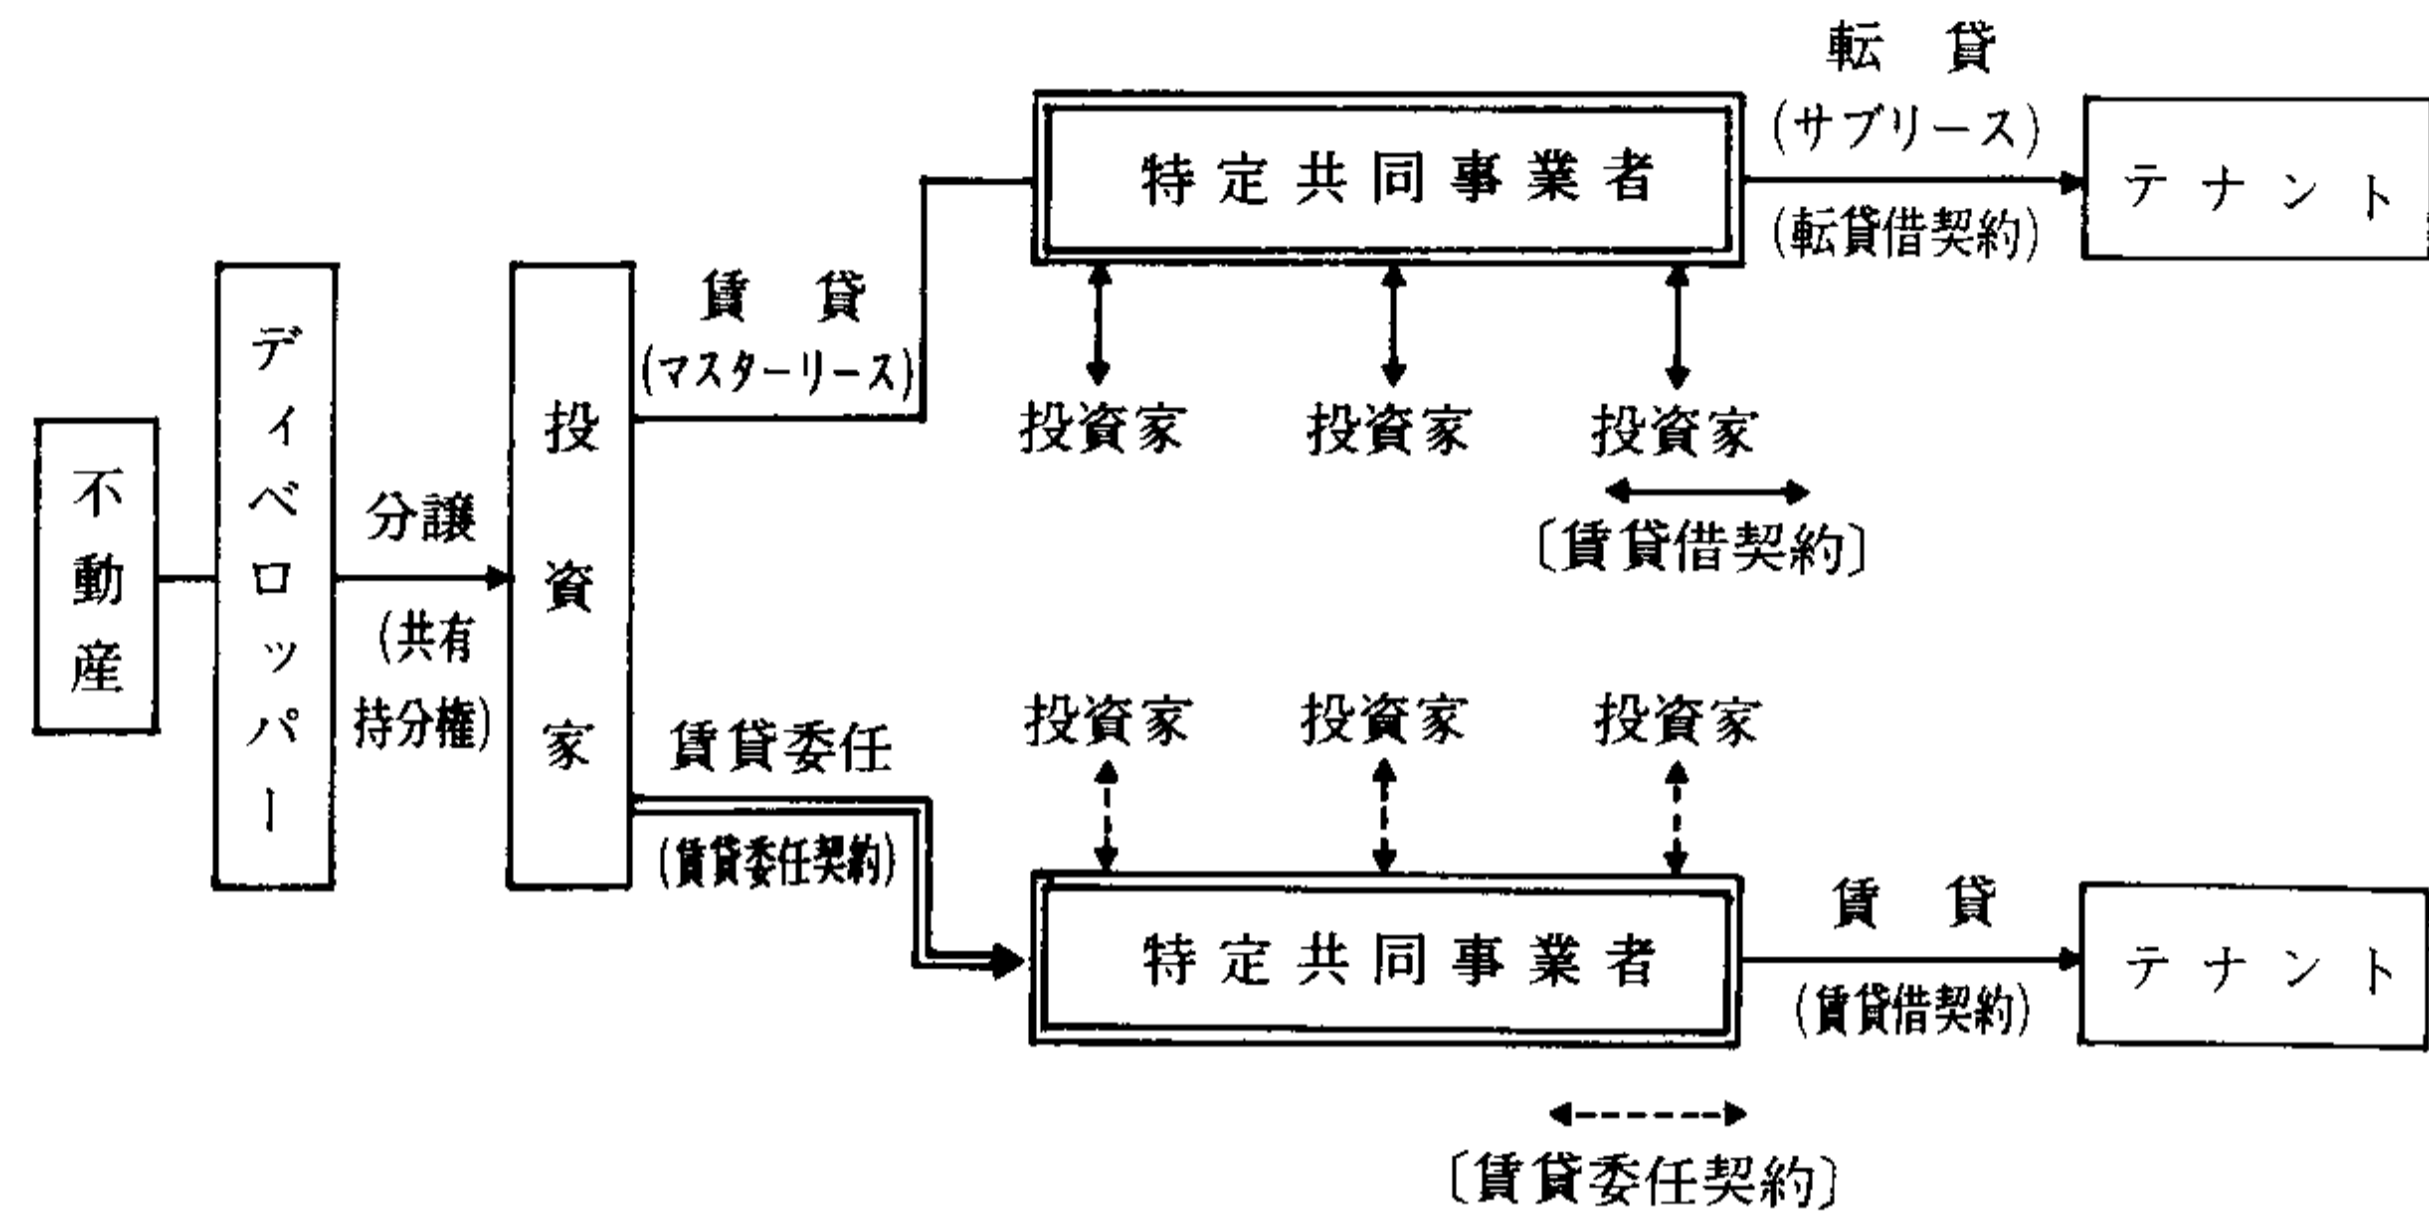 不動産
ディベロッパー
分譲
(共有
持分権)
投資家
賃貸
(マスターリース)
特定共同事業者
転貸
(サブリース)
(転貸借契約)
テナント
投資家
投資家
投資家
〔賃貸借契約〕
賃貸委任
(賃貸委任契約)
投資家
投資家
投資家
特定共同事業者
賃貸
(賃貸借契約)
テナント
〔賃貸委任契約〕